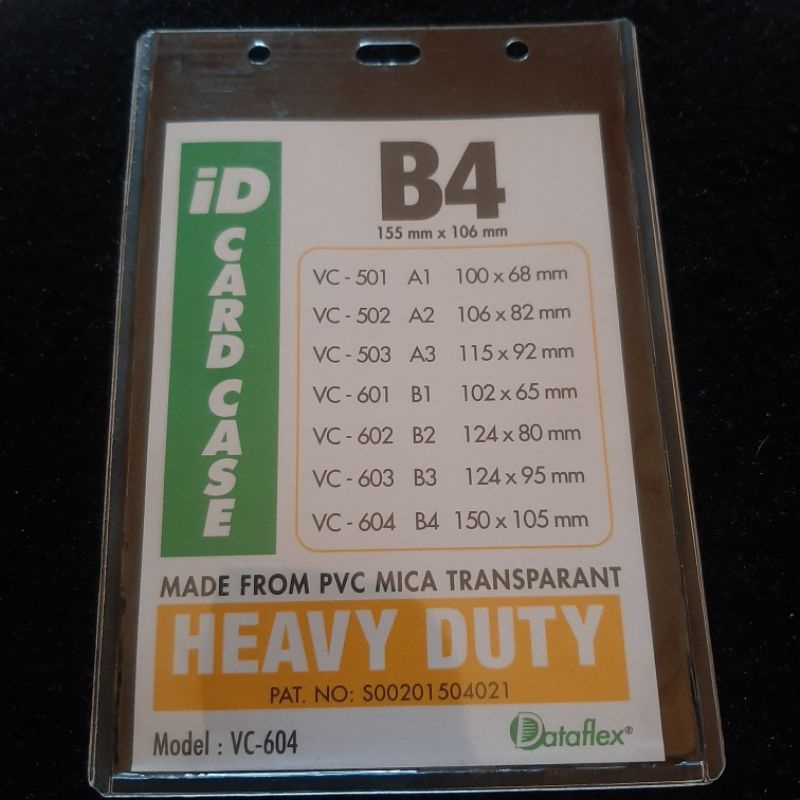 iD
CARD CASE
B4
155 mm x 106 mm
VC - 501 A1 100 x 68 mm
VC - 502 A2 106 x 82 mm
VC - 503 A3 115 x 92 mm
VC - 601 B1 102 x 65 mm
VC - 602 B2 124 x 80 mm
VC - 603 B3 124 x 95 mm
VC - 604 B4 150 x 105 mm
MADE FROM PVC MICA TRANSPARANT
HEAVY DUTY
PAT. NO: S00201504021
Model : VC-604
Dataflex®